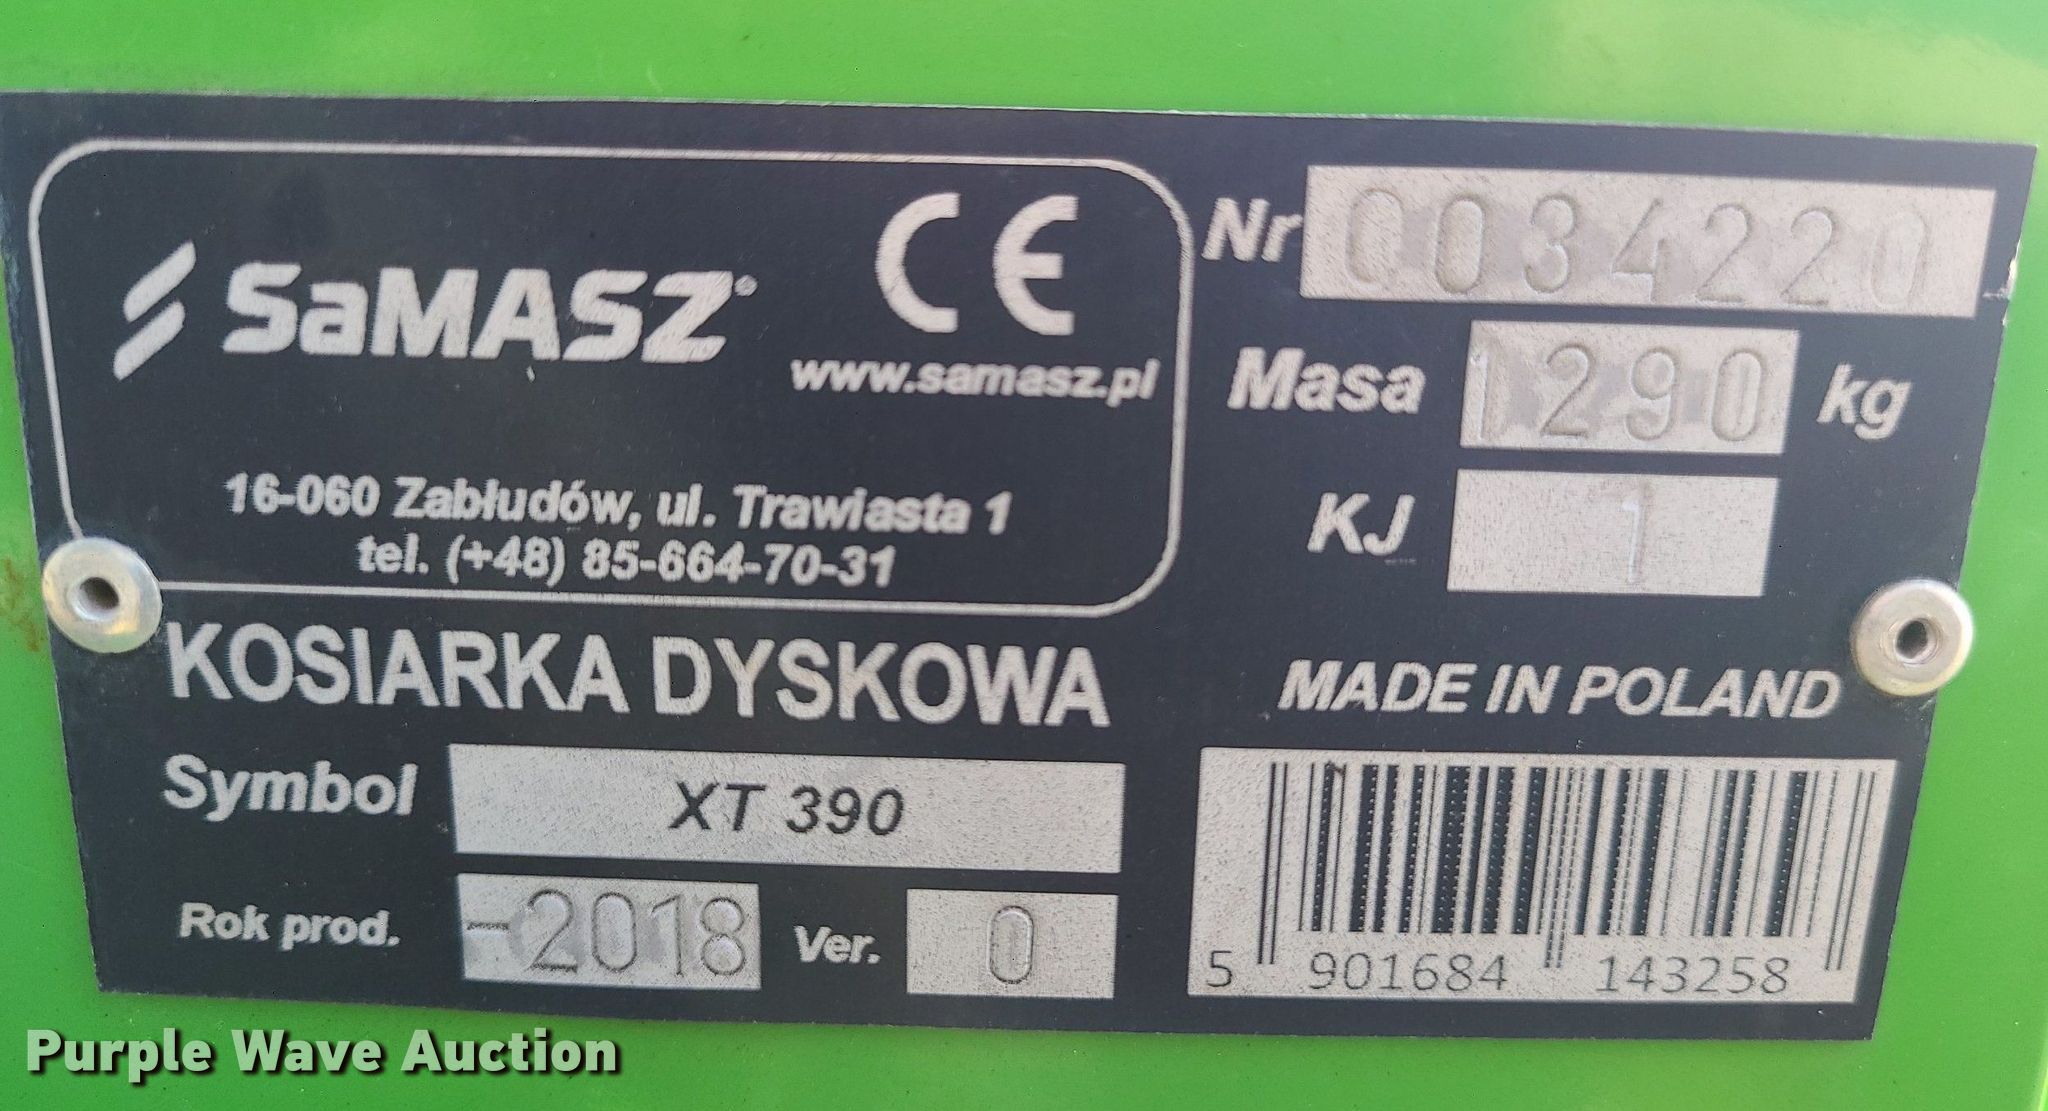 SaMASZ®
CE
www.samasz.pl
16-060 Zabłudów, ul. Trawiasta 1
tel. (+48) 85-664-70-31
Nr 0034220
Masa 1290 kg
KJ 1
KOSIARKA DYSKOWA
MADE IN POLAND
Symbol XT 390
Rok prod. -2018 Ver. 0
5 901684 143258
Purple Wave Auction